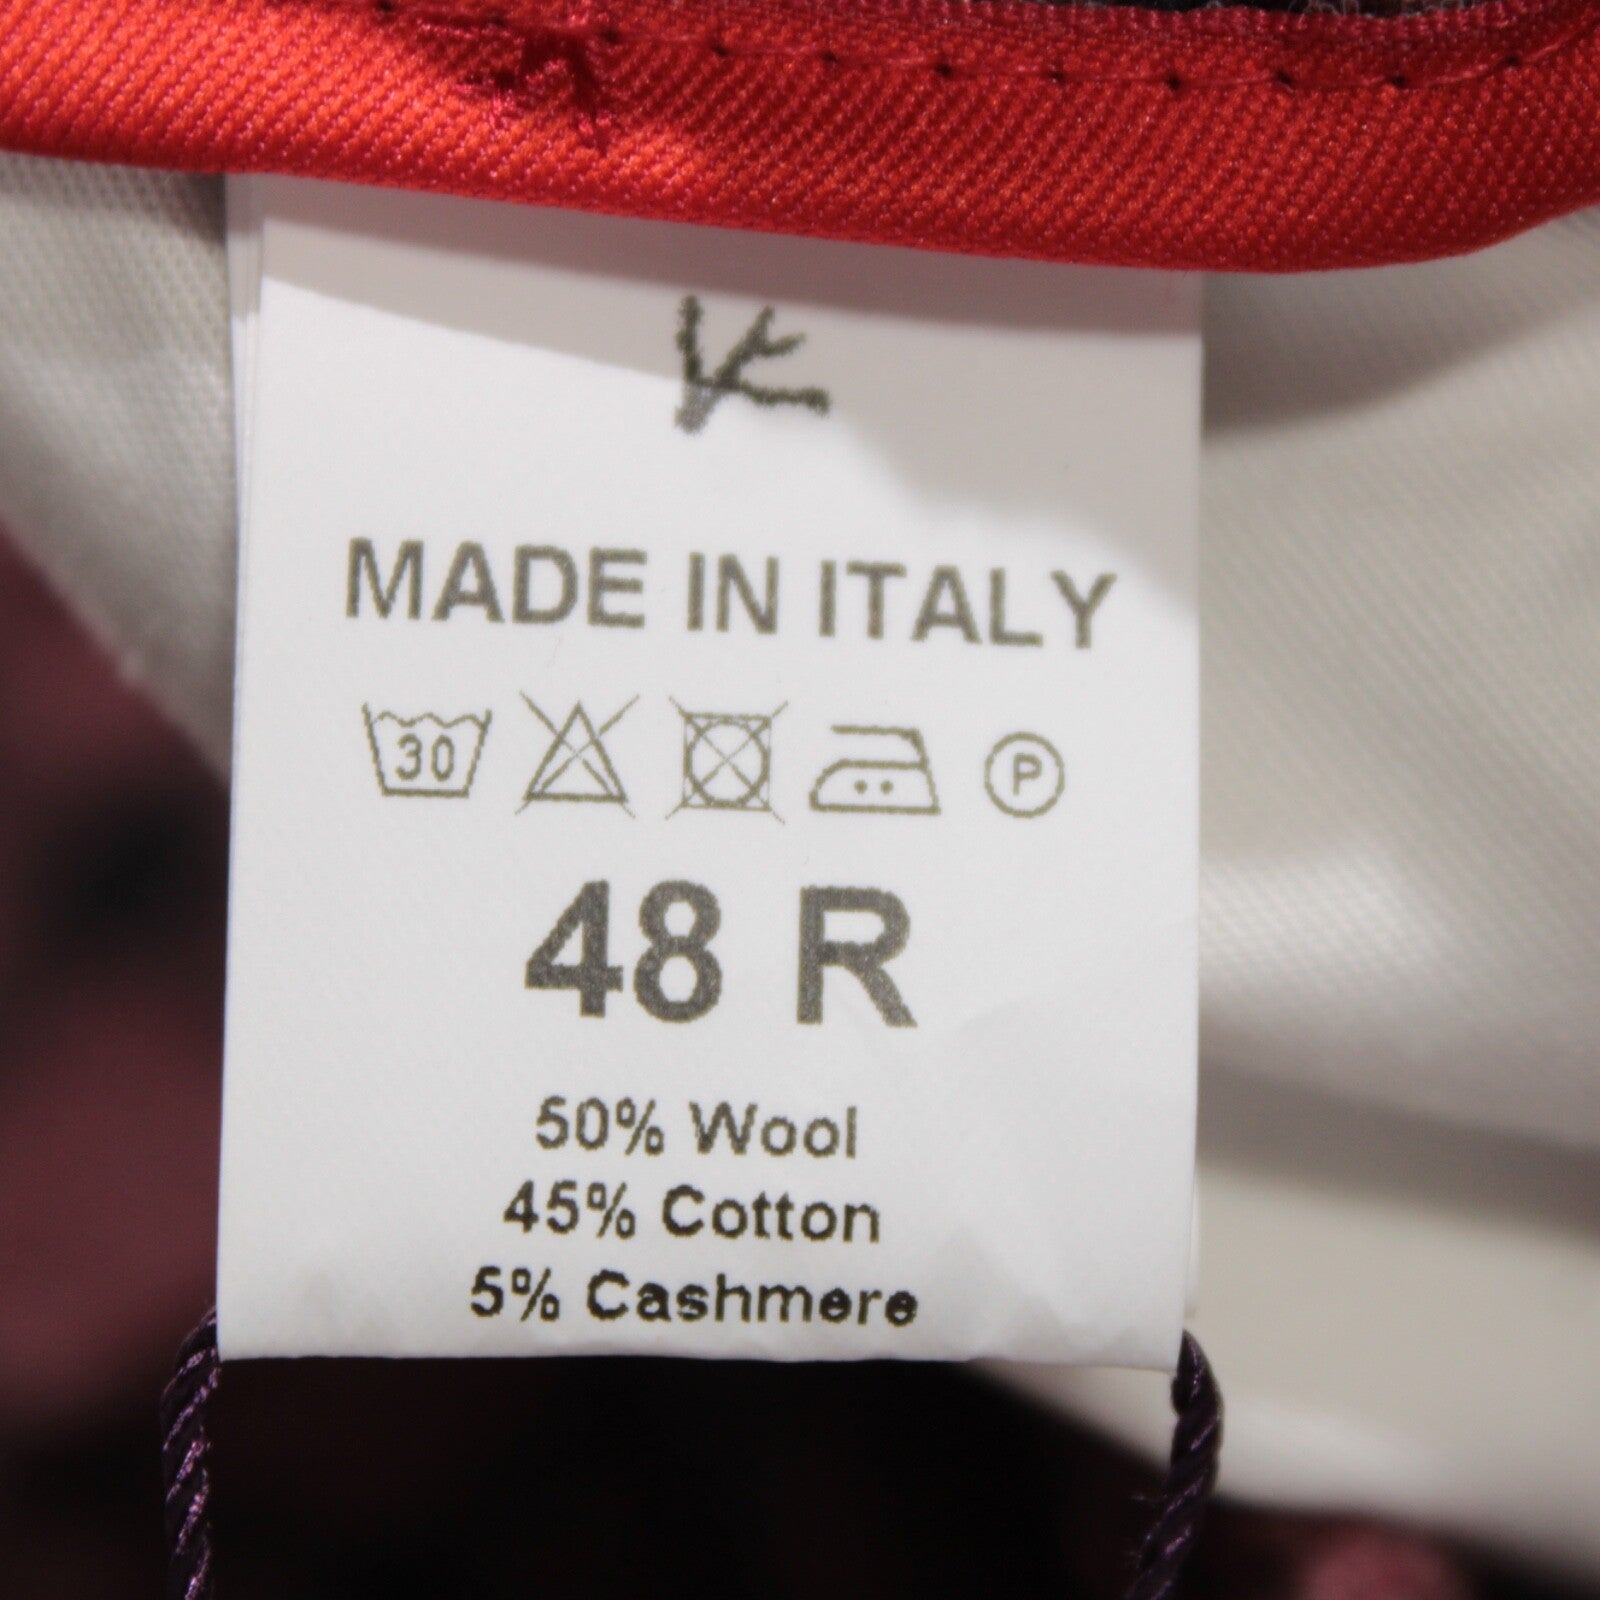 MADE IN ITALY
30 P
48 R
50% Wool
45% Cotton
5% Cashmere